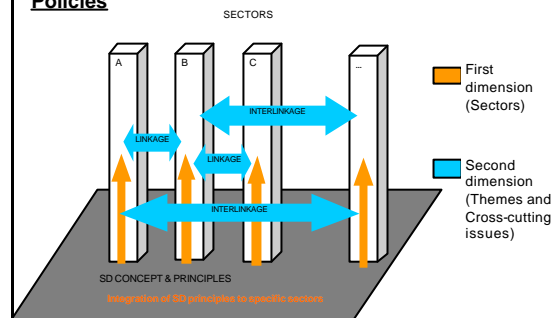 Policies
SECTORS
A
B
C
...
INTERLINKAGE
LINKAGE
LINKAGE
INTERLINKAGE
SD CONCEPT & PRINCIPLES
Integration of SD principles to specific sectors
First
dimension
(Sectors)
Second
dimension
(Themes and
Cross-cutting
issues)